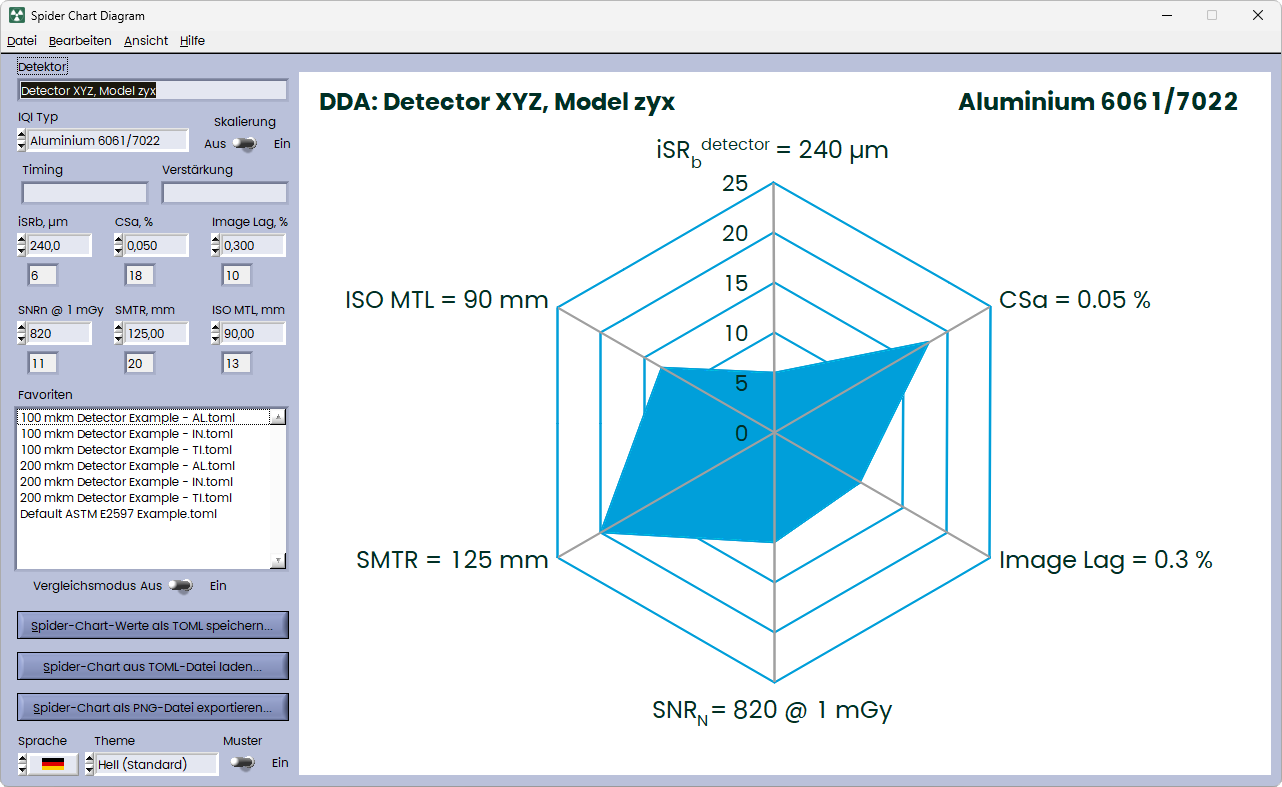 Spider Chart Diagram
Datei Bearbeiten Ansicht Hilfe
Detektor
Detector XYZ, Model zyx
IQI Typ
Skalierung
Aluminium 6061/7022
Aus Ein
Timing Verstärkung
iSRb, µm CSa, % Image Lag, %
240,0 0,050 0,300
6 18 10
SNRn @ 1 mGy SMTR, mm ISO MTL, mm
820 125,00 90,00
11 20 13
Favoriten
100 mkm Detector Example - AL.toml
100 mkm Detector Example - IN.toml
100 mkm Detector Example - TI.toml
200 mkm Detector Example - AL.toml
200 mkm Detector Example - IN.toml
200 mkm Detector Example - TI.toml
Default ASTM E2597 Example.toml
Vergleichsmodus Aus Ein
Spider-Chart-Werte als TOML speichern...
Spider-Chart aus TOML-Datei laden...
Spider-Chart als PNG-Datei exportieren...
Sprache Theme Muster
Hell (Standard) Ein
DDA: Detector XYZ, Model zyx
Aluminium 6061/7022
iSRb detector = 240 µm
25
20
15
10
5
0
ISO MTL = 90 mm
CSa = 0.05 %
SMTR = 125 mm
Image Lag = 0.3 %
SNRN = 820 @ 1 mGy